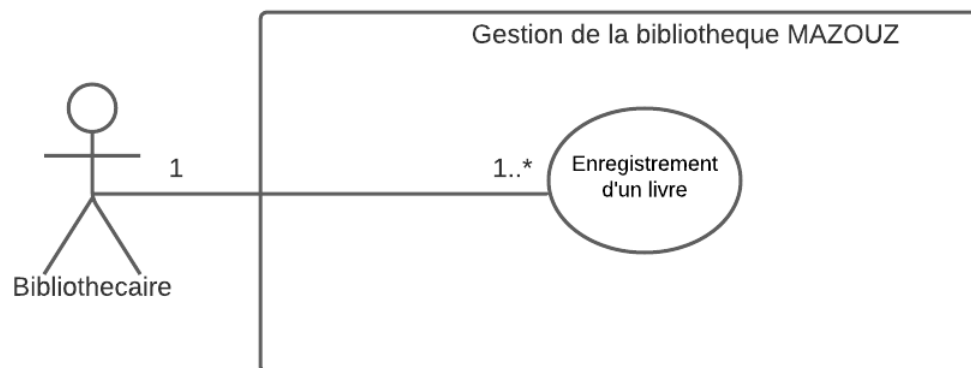 Gestion de la bibliotheque MAZOUZ
1
1..*
Enregistrement
d'un livre
Bibliothecaire